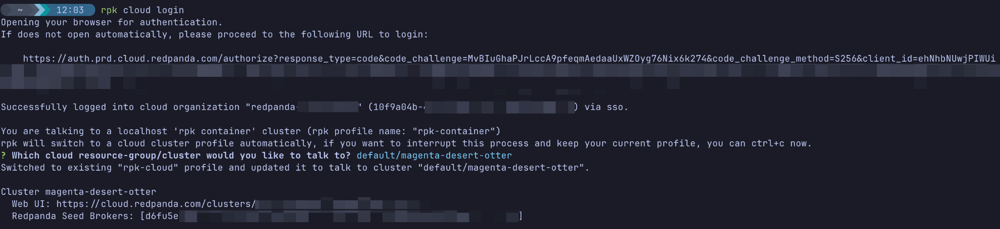 ~ 12:03 rpk cloud login
Opening your browser for authentication.
If does not open automatically, please proceed to the following URL to login:
https://auth.prd.cloud.redpanda.com/authorize?response_type=code&code_challenge=MvBIuGhaPJrLccA9pfeqmAedaaUxWZOyg76Nix6k274&code_challenge_method=S256&client_id=ehNhbNUwjPIWUi
Successfully logged into cloud organization "redpanda-" (10f9a04b-) via sso.
You are talking to a localhost 'rpk container' cluster (rpk profile name: "rpk-container")
rpk will switch to a cloud cluster profile automatically, if you want to interrupt this process and keep your current profile, you can ctrl+c now.
? Which cloud resource-group/cluster would you like to talk to? default/magenta-desert-otter
Switched to existing "rpk-cloud" profile and updated it to talk to cluster "default/magenta-desert-otter".
Cluster magenta-desert-otter
Web UI: https://cloud.redpanda.com/clusters/
Redpanda Seed Brokers: [d6fu5e]